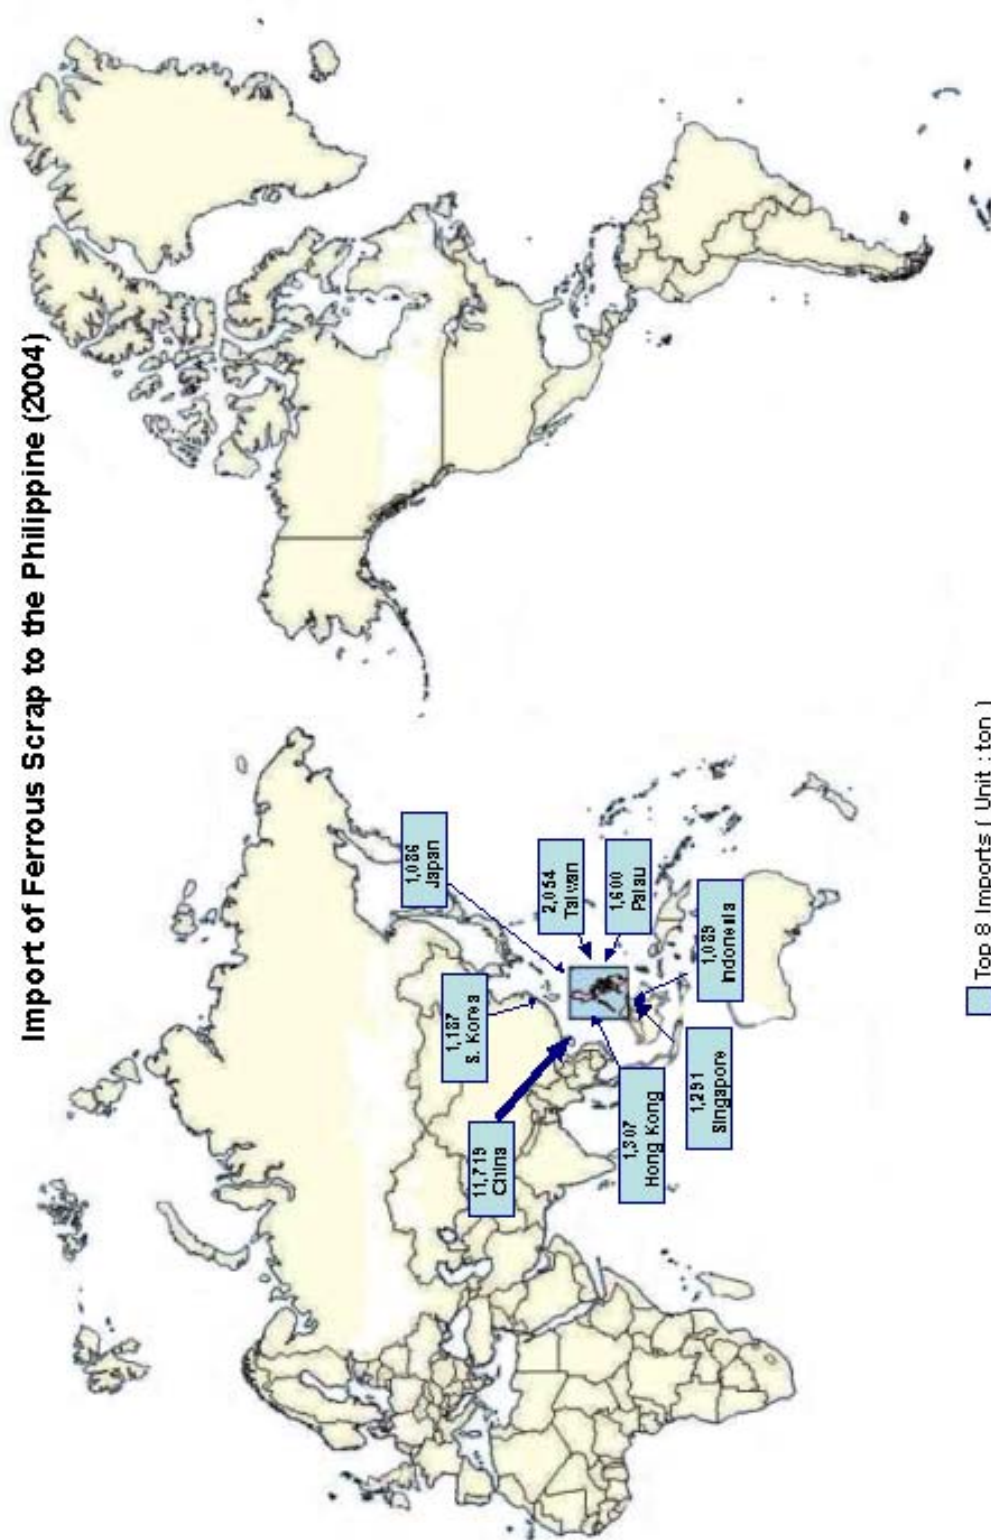 Import of Ferrous Scrap to the Philippine (2004)
1,086
Japan
1,187
S. Korea
2,054
Taiwan
1,600
Palau
11,719
China
1,307
Hong Kong
1,291
Singapore
1,089
Indonesia
Top 8 Imports ( Unit : ton )